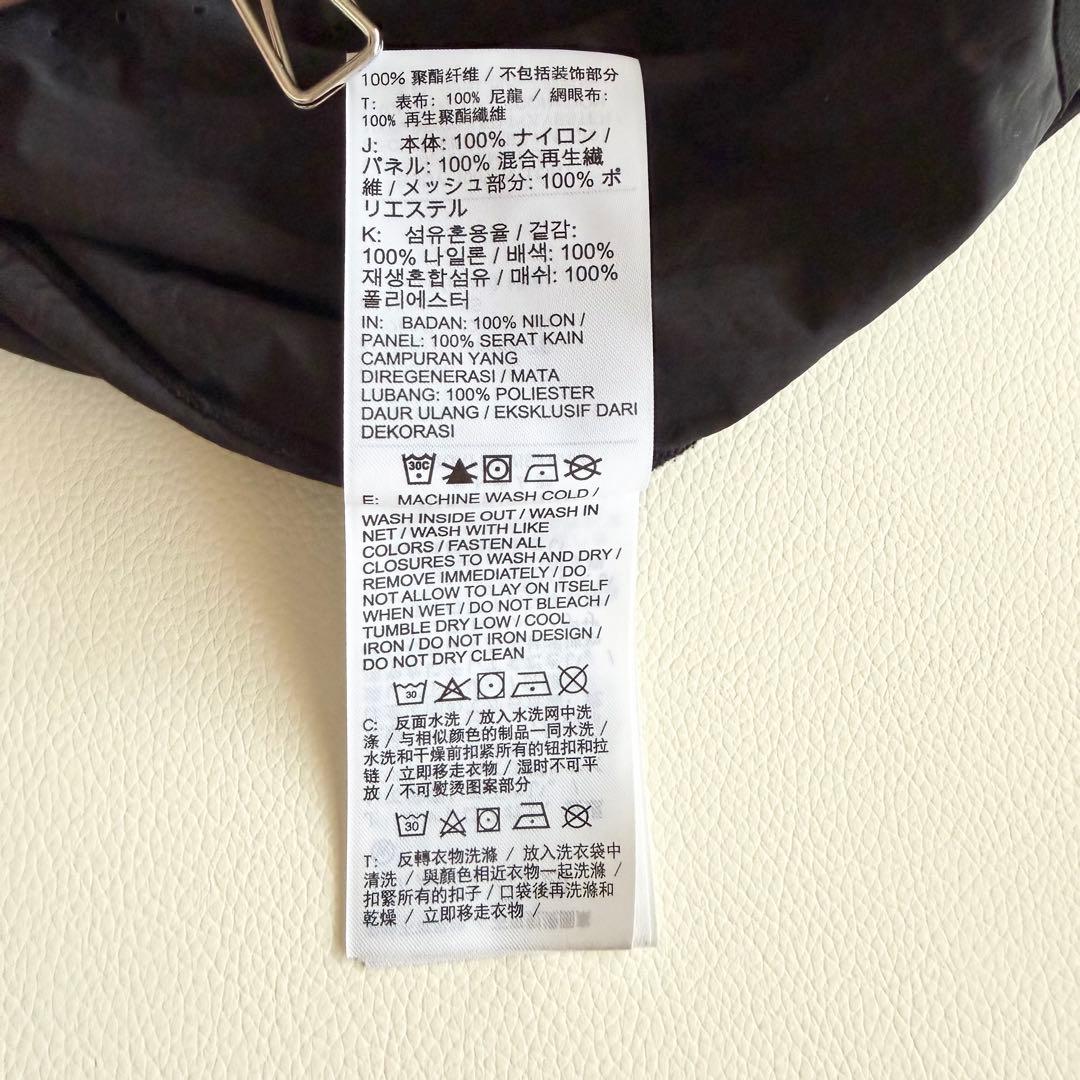 100% 聚酯纤维 / 不包括装饰部分
T: 表布: 100% 尼龍 / 網眼布:
100% 再生聚酯纖維
J: 本体: 100% ナイロン /
パネル: 100% 混合再生繊
維 / メッシュ部分: 100% ポ
リエステル
K: 섬유혼용율 / 겉감:
100% 나일론 / 배색: 100%
재생혼합섬유 / 매쉬: 100%
폴리에스터
IN: BADAN: 100% NILON /
PANEL: 100% SERAT KAIN
CAMPURAN YANG
DIREGENERASI / MATA
LUBANG: 100% POLIESTER
DAUR ULANG / EKSKLUSIF DARI
DEKORASI
30C
E: MACHINE WASH COLD /
WASH INSIDE OUT / WASH IN
NET / WASH WITH LIKE
COLORS / FASTEN ALL
CLOSURES TO WASH AND DRY /
REMOVE IMMEDIATELY / DO
NOT ALLOW TO LAY ON ITSELF
WHEN WET / DO NOT BLEACH /
TUMBLE DRY LOW / COOL
IRON / DO NOT IRON DESIGN /
DO NOT DRY CLEAN
30
C: 反面水洗 / 放入水洗网中洗
涤 / 与相似颜色的制品一同水洗 /
水洗和干燥前扣紧所有的钮扣和拉
链 / 立即移走衣物 / 湿时不可平
放 / 不可熨烫图案部分
30
T: 反轉衣物洗滌 / 放入洗衣袋中
清洗 / 與顏色相近衣物一起洗滌 /
扣緊所有的扣子 / 口袋後再洗滌和
乾燥 / 立即移走衣物 /